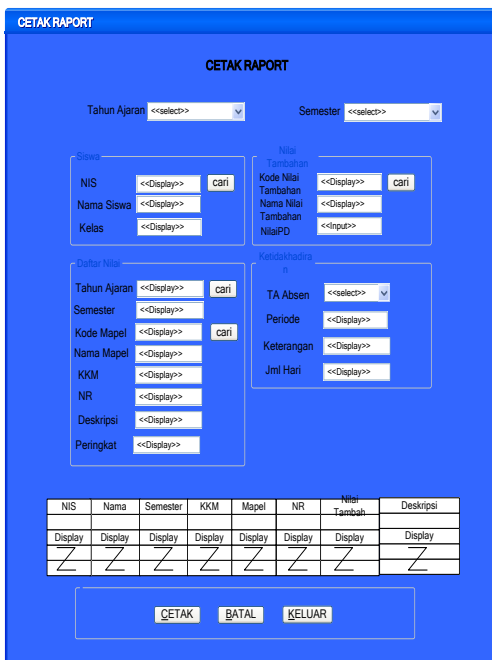 CETAK RAPORT
CETAK RAPORT
Tahun Ajaran <<select>> Semester <<select>>
Siswa
NIS <<Display>> cari
Nama Siswa <<Display>>
Kelas <<Display>>
Nilai
Tambahan
Kode Nilai
Tambahan <<Display>> cari
Nama Nilai
Tambahan <<Display>>
NilaiPD <<Input>>
Daftar Nilai
Tahun Ajaran <<Display>> cari
Semester <<Display>>
Kode Mapel <<Display>> cari
Nama Mapel <<Display>>
KKM <<Display>>
NR <<Display>>
Deskripsi <<Display>>
Peringkat <<Display>>
Ketidakhadira
n
TA Absen <<select>>
Periode <<Display>>
Keterangan <<Display>>
Jml Hari <<Display>>
NIS Nama Semester KKM Mapel NR Nilai Tambah Deskripsi
Display Display Display Display Display Display Display Display
CETAK BATAL KELUAR